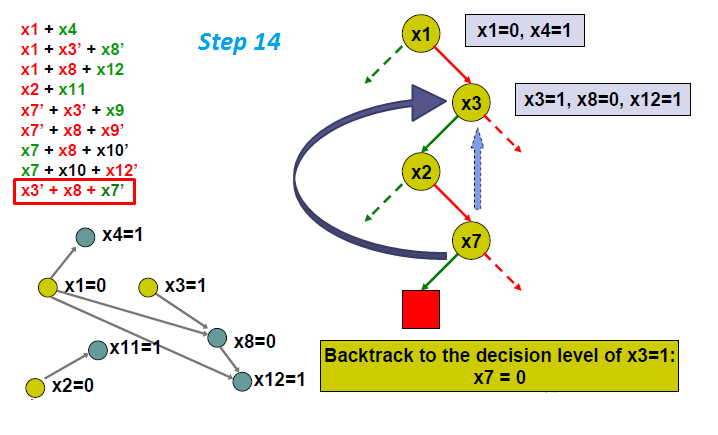 Step 14
x1 + x4
x1 + x3’ + x8’
x1 + x8 + x12
x2 + x11
x7’ + x3’ + x9
x7’ + x8 + x9’
x7 + x8 + x10’
x7 + x10 + x12’
x3’ + x8 + x7’
x1
x1=0, x4=1
x3
x3=1, x8=0, x12=1
x2
x7
x4=1
x1=0
x3=1
x8=0
x11=1
x12=1
x2=0
Backtrack to the decision level of x3=1:
x7 = 0